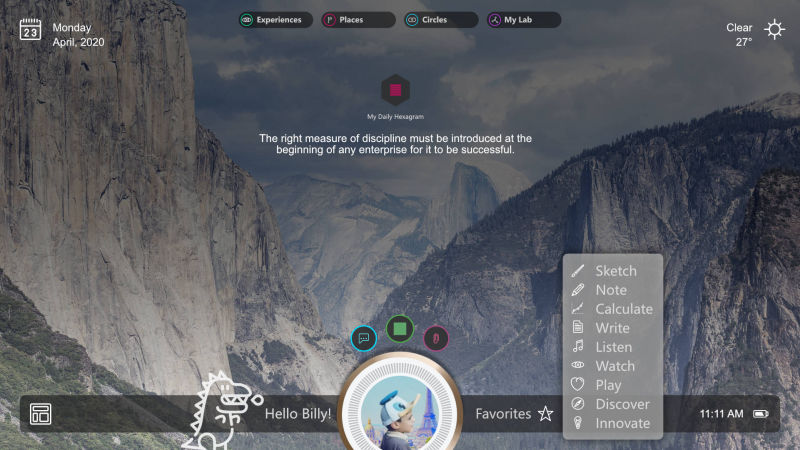 23
Monday
April, 2020
Experiences
Places
Circles
My Lab
Clear
27°
My Daily Hexagram
The right measure of discipline must be introduced at the
beginning of any enterprise for it to be successful.
Sketch
Note
Calculate
Write
Listen
Watch
Play
Discover
Innovate
Hello Billy!
Favorites
11:11 AM